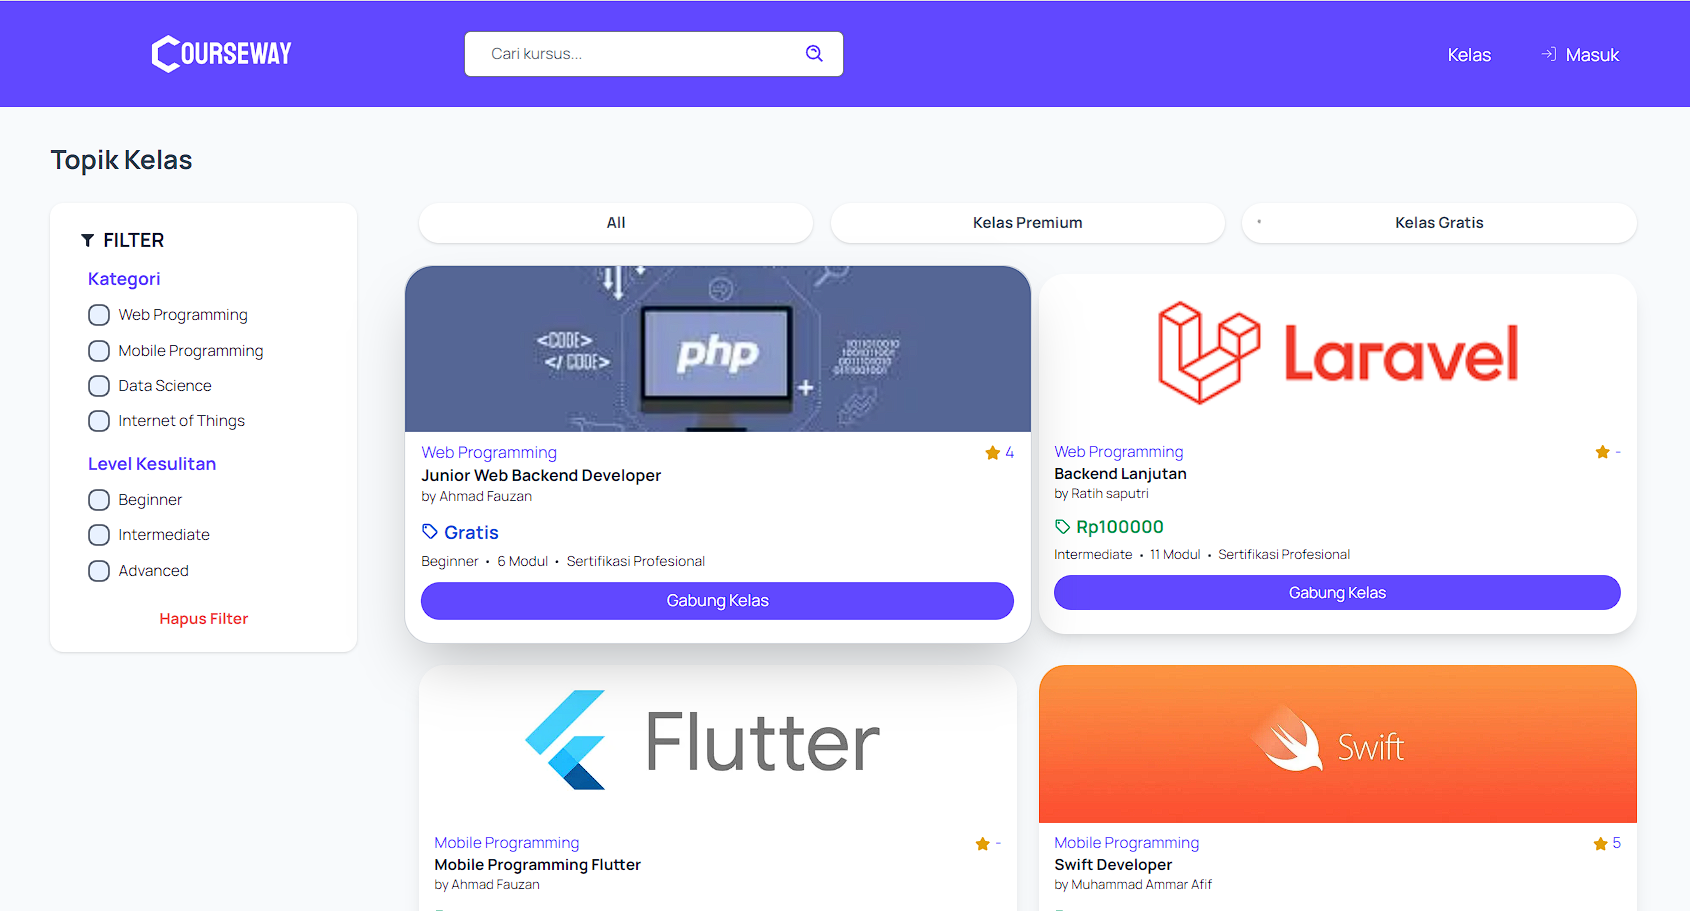 COURSEWAY
Cari kursus...
Kelas
Masuk
Topik Kelas
FILTER
Kategori
Web Programming
Mobile Programming
Data Science
Internet of Things
Level Kesulitan
Beginner
Intermediate
Advanced
Hapus Filter
All
Kelas Premium
Kelas Gratis
<CODE>
</ CODE>
php
Web Programming
4
Junior Web Backend Developer
by Ahmad Fauzan
Gratis
Beginner • 6 Modul • Sertifikasi Profesional
Gabung Kelas
Laravel
Web Programming
-
Backend Lanjutan
by Ratih saputri
Rp100000
Intermediate • 11 Modul • Sertifikasi Profesional
Gabung Kelas
Flutter
Mobile Programming
-
Mobile Programming Flutter
by Ahmad Fauzan
Swift
Mobile Programming
5
Swift Developer
by Muhammad Ammar Afif